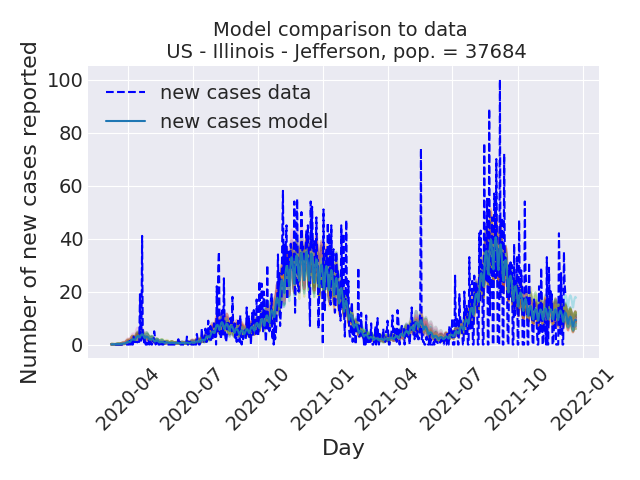 Model comparison to data
US - Illinois - Jefferson, pop. = 37684
Number of new cases reported
100
80
60
40
20
0
new cases data
new cases model
2020-04
2020-07
2020-10
2021-01
2021-04
2021-07
2021-10
2022-01
Day